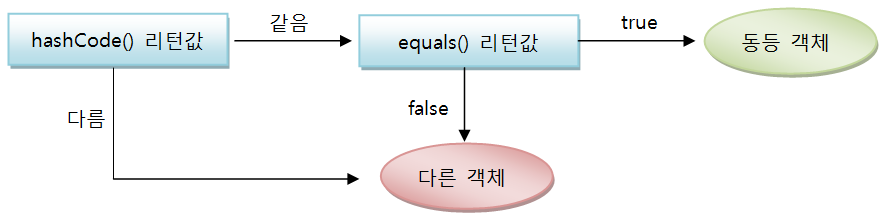 hashCode() 리턴값
같음
equals() 리턴값
true
동등 객체
다름
false
다른 객체